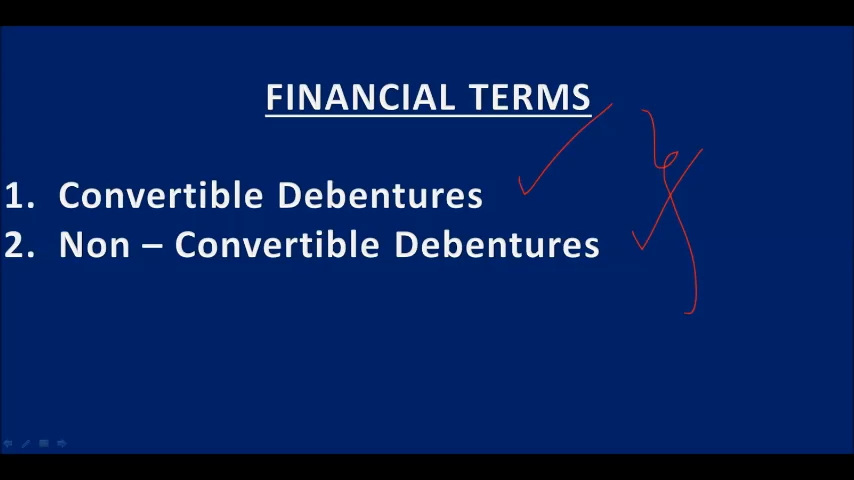 FINANCIAL TERMS
1. Convertible Debentures
2. Non – Convertible Debentures